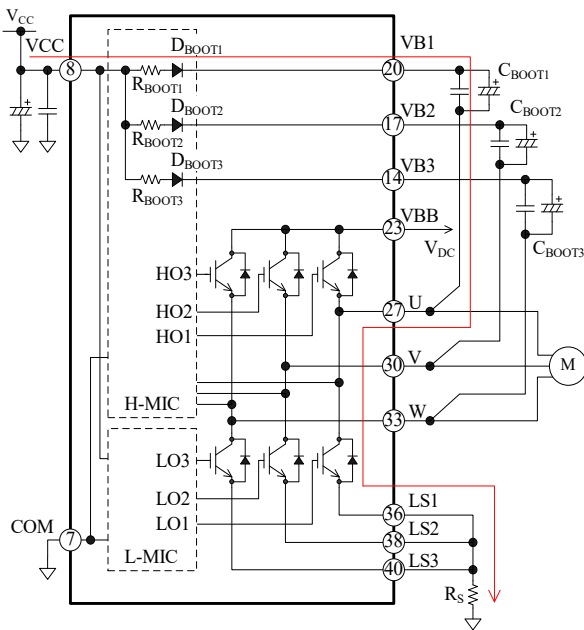 VCC
VCC
8
DBOOT1
RBOOT1
VB1
20
CBOOT1
DBOOT2
RBOOT2
VB2
17
CBOOT2
DBOOT3
RBOOT3
VB3
14
CBOOT3
VBB
23
VDC
HO3
HO2
HO1
27
U
30
V
M
33
W
H-MIC
LO3
LO2
LO1
COM
7
L-MIC
36
LS1
38
LS2
40
LS3
RS
+
+
+
+